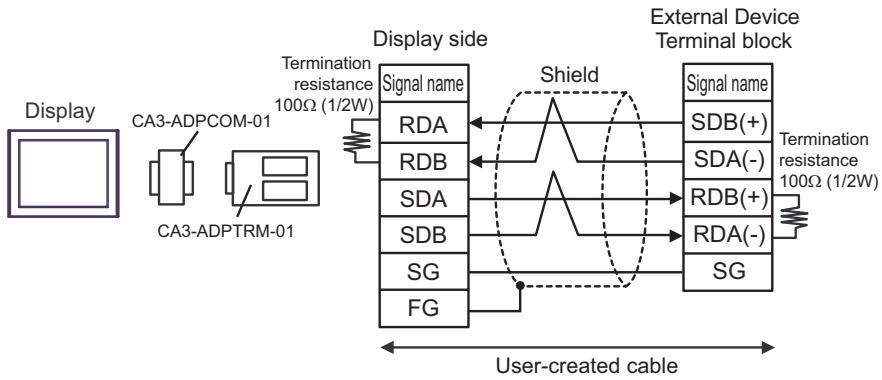 External Device
Terminal block
Display side
Termination
resistance
100Ω (1/2W)
Signal name
Shield
Signal name
Display
CA3-ADPCOM-01
CA3-ADPTRM-01
RDA
RDB
SDA
SDB
SG
FG
SDB(+)
SDA(-)
RDB(+)
RDA(-)
SG
Termination
resistance
100Ω (1/2W)
User-created cable